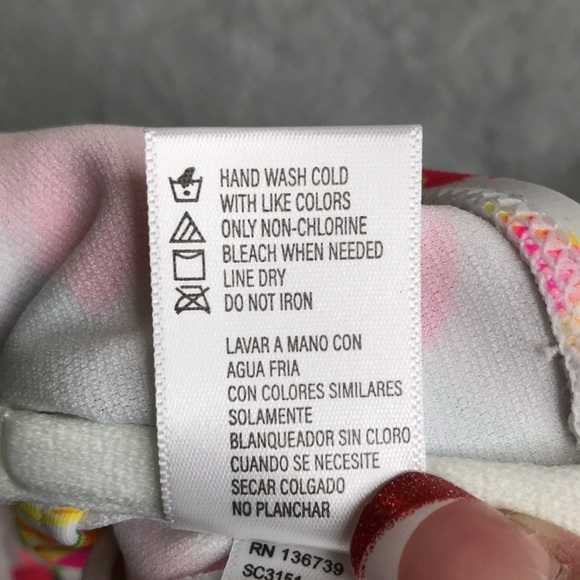 HAND WASH COLD
WITH LIKE COLORS
ONLY NON-CHLORINE
BLEACH WHEN NEEDED
LINE DRY
DO NOT IRON
LAVAR A MANO CON
AGUA FRIA
CON COLORES SIMILARES
SOLAMENTE
BLANQUEADOR SIN CLORO
CUANDO SE NECESITE
SECAR COLGADO
NO PLANCHAR
RN 136739